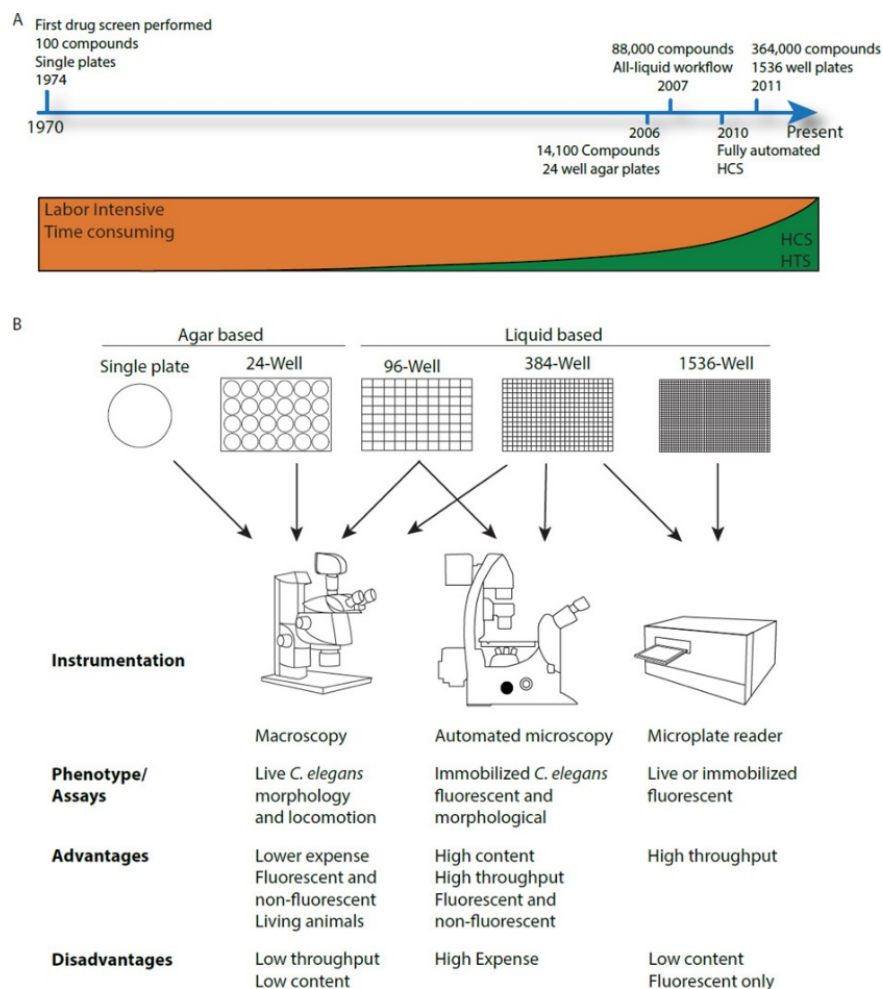 A
First drug screen performed
100 compounds
Single plates
1974
88,000 compounds
All-liquid workflow
2007
364,000 compounds
1536 well plates
2011
1970
2006
14,100 Compounds
24 well agar plates
2010
Fully automated
HCS
Present
Labor Intensive
Time consuming
HCS
HTS
B
Agar based
Liquid based
Single plate
24-Well
96-Well
384-Well
1536-Well
Instrumentation
Macroscopy
Automated microscopy
Microplate reader
Phenotype/
Assays
Live C. elegans
morphology
and locomotion
Immobilized C. elegans
fluorescent and
morphological
Live or immobilized
fluorescent
Advantages
Lower expense
Fluorescent and
non-fluorescent
Living animals
High content
High throughput
Fluorescent and
non-fluorescent
High throughput
Disadvantages
Low throughput
Low content
High Expense
Low content
Fluorescent only